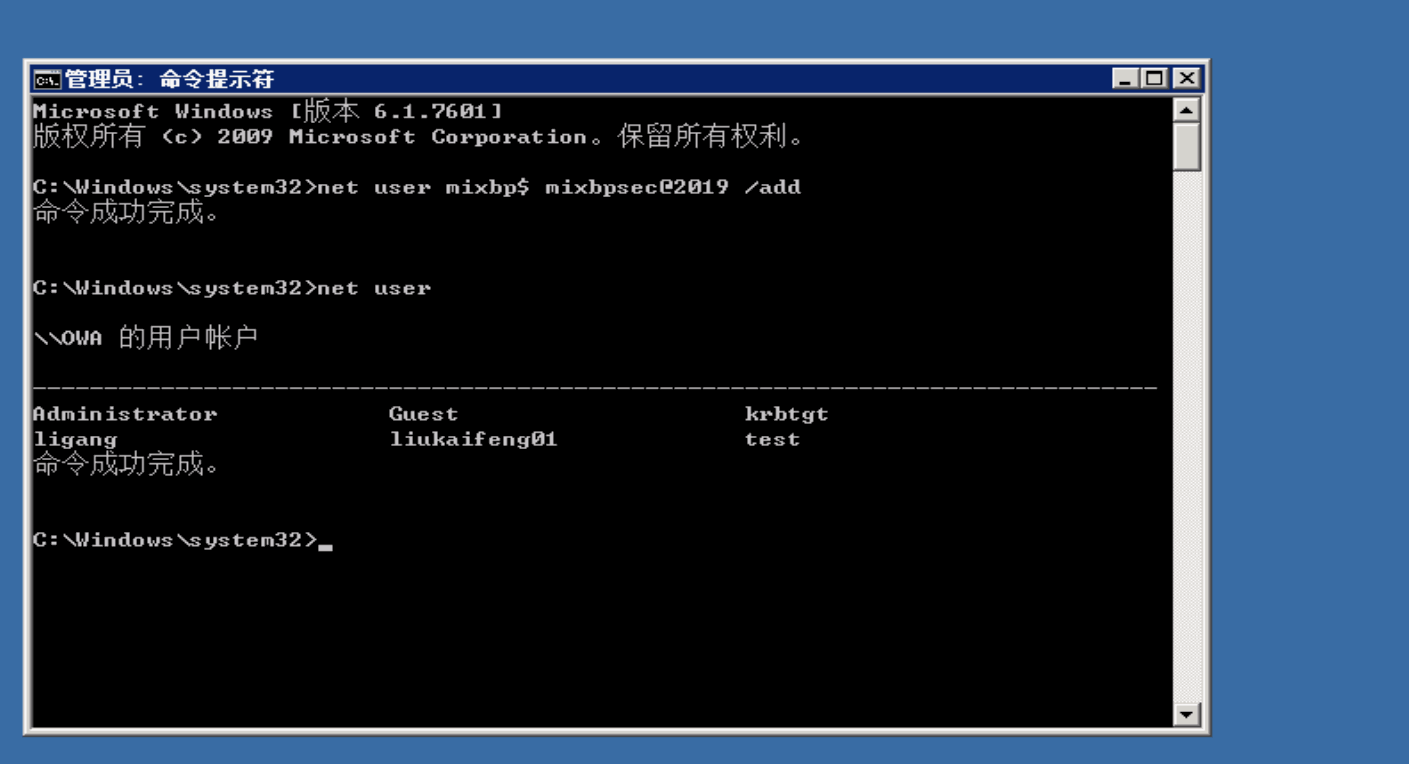 管理员: 命令提示符
Microsoft Windows [版本 6.1.7601]
版权所有 (c) 2009 Microsoft Corporation。保留所有权利。
C:\Windows\system32>net user mixbp$ mixbpsec@2019 /add
命令成功完成。
C:\Windows\system32>net user
\\OWA 的用户帐户
-------------------------------------------------------------------------------
Administrator            Guest                    krbtgt
ligang                   liukaifeng01             test
命令成功完成。
C:\Windows\system32>_